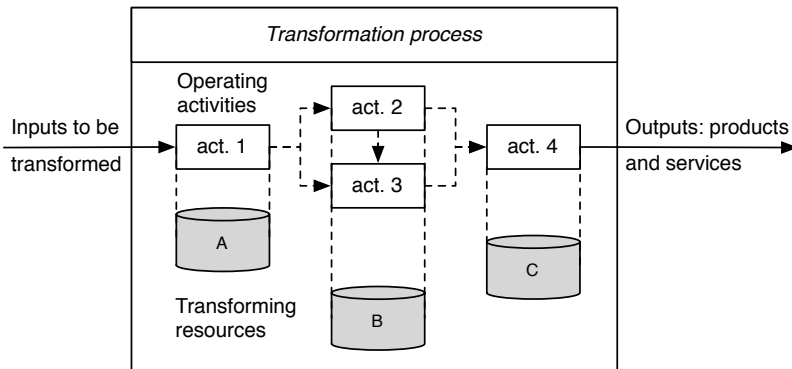 Transformation process
Operating
activities
Inputs to be
transformed
act. 1
act. 2
act. 3
act. 4
Outputs: products
and services
A
B
C
Transforming
resources